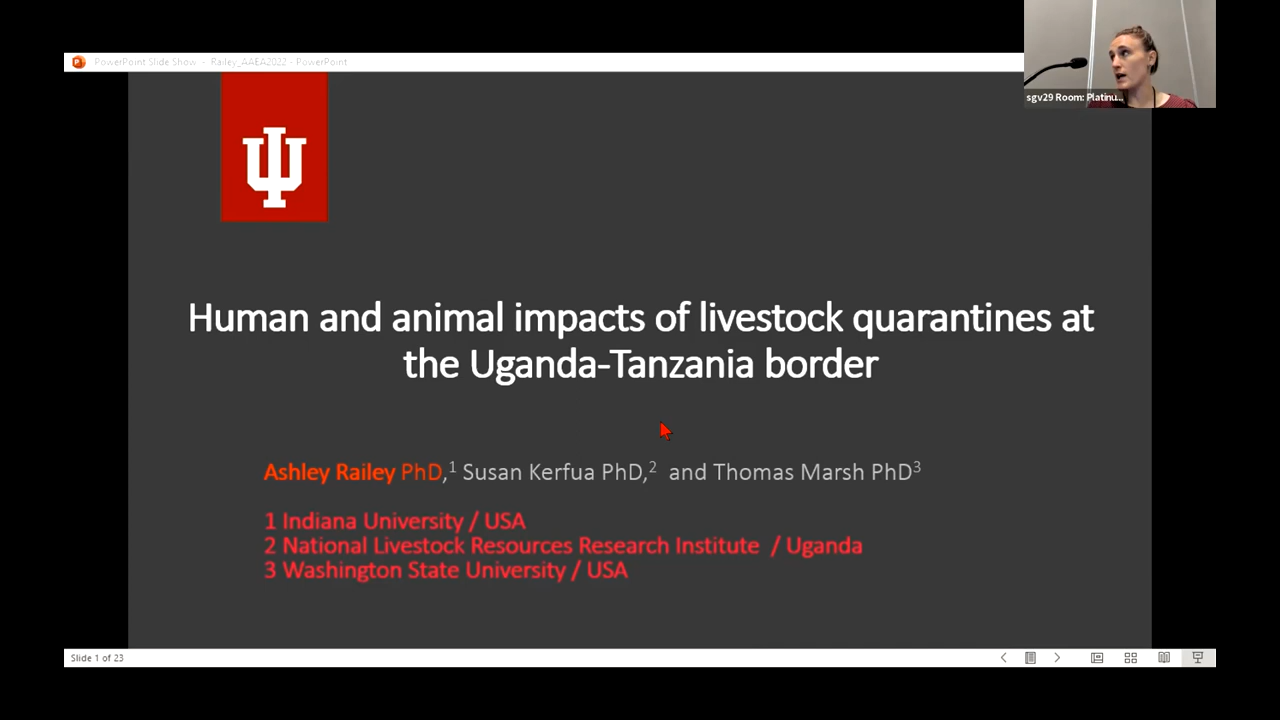 PowerPoint Slide Show - Railey_AAEA2022 - PowerPoint
sgv29 Room: Platinu...
Human and animal impacts of livestock quarantines at
the Uganda-Tanzania border
Ashley Railey PhD,1 Susan Kerfua PhD,2 and Thomas Marsh PhD3
1 Indiana University / USA
2 National Livestock Resources Research Institute / Uganda
3 Washington State University / USA
Slide 1 of 23